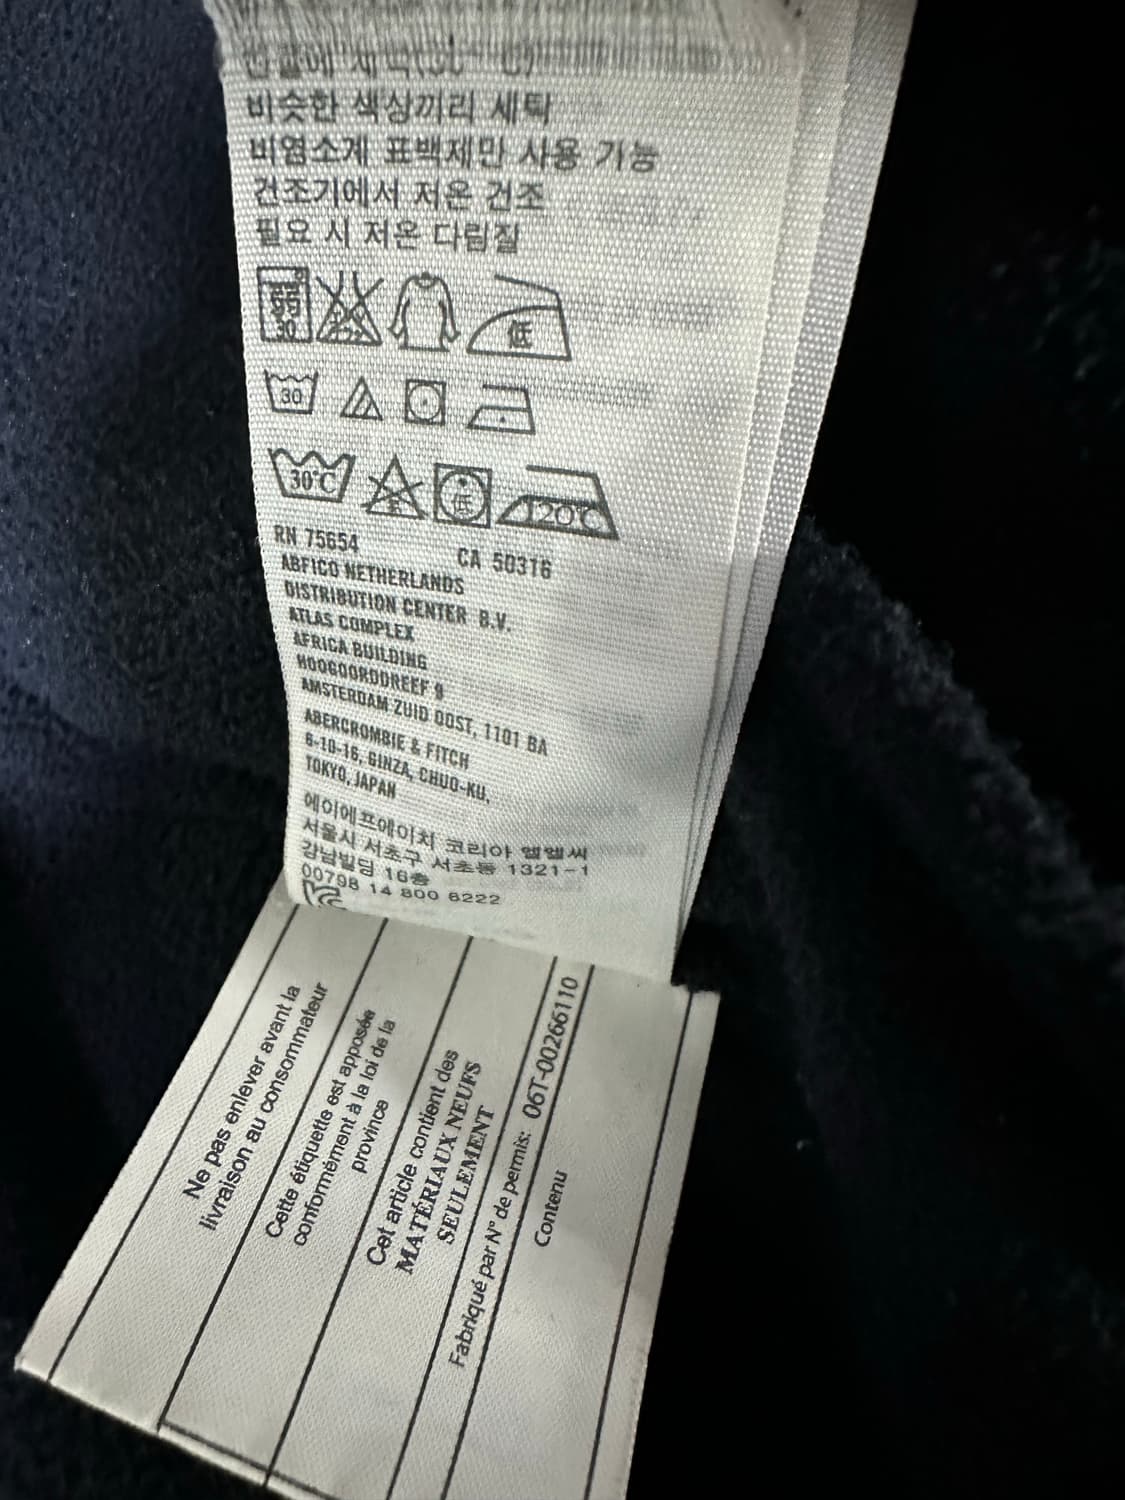 비슷한 색상끼리 세탁
비염소계 표백제만 사용 가능
건조기에서 저온 건조
필요 시 저온 다림질
30
低
30
30°C
低
120°C
RN 75654 CA 50316
ABFICO NETHERLANDS
DISTRIBUTION CENTER B.V.
ATLAS COMPLEX
AFRICA BUILDING
HOOGOORDDREEF 9
AMSTERDAM ZUID OOST, 1101 BA
ABERCROMBIE & FITCH
6-10-16, GINZA, CHUO-KU,
TOKYO, JAPAN
에이에프에이치 코리아 엘엘씨
서울시 서초구 서초동 1321-1
강남빌딩 16층
00798 14 800 6222
Ne pas enlever avant la
livraison au consommateur
Cette étiquette est apposée
conformément à la loi de la
province
Cet article contient des
MATÉRIAUX NEUFS
SEULEMENT
Fabriqué par N° de permis: 06T-00266110
Contenu